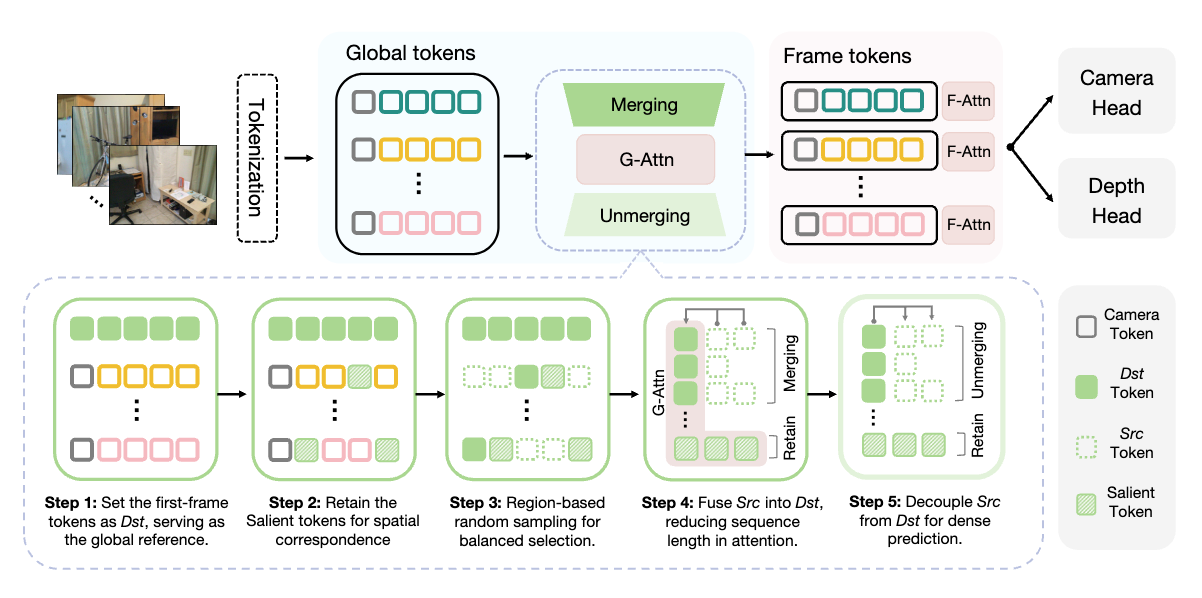 Global tokens
Frame tokens
Tokenization
Merging
G-Attn
Unmerging
F-Attn
F-Attn
F-Attn
Camera
Head
Depth
Head
G-Attn
Merging
Retain
Unmerging
Retain
Step 1: Set the first-frame
tokens as Dst, serving as
the global reference.
Step 2: Retain the
Salient tokens for spatial
correspondence
Step 3: Region-based
random sampling for
balanced selection.
Step 4: Fuse Src into Dst,
reducing sequence
length in attention.
Step 5: Decouple Src
from Dst for dense
prediction.
Camera
Token
Dst
Token
Src
Token
Salient
Token